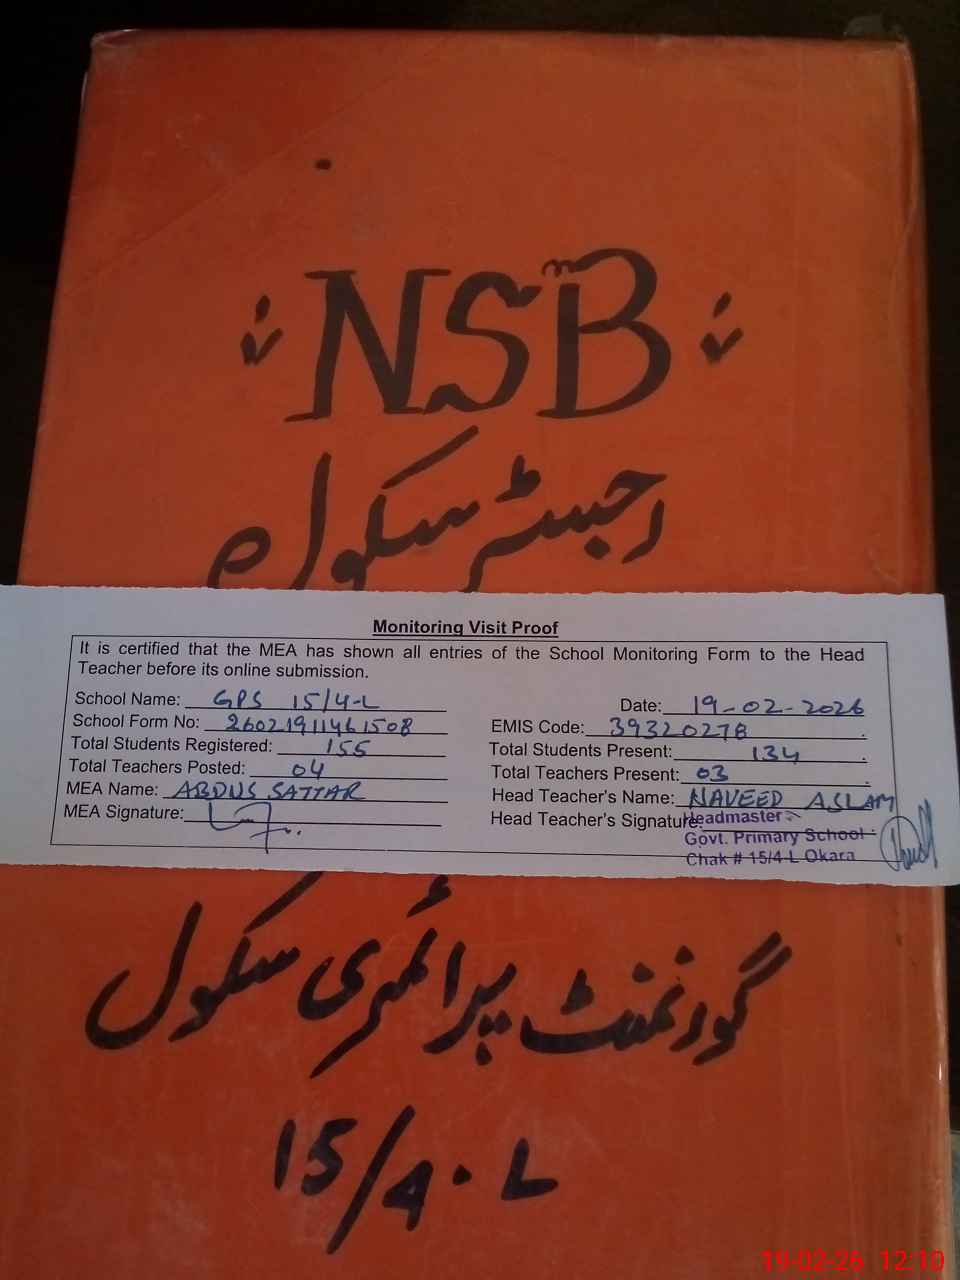 NSB
رجسٹر سکول
Monitoring Visit Proof
It is certified that the MEA has shown all entries of the School Monitoring Form to the Head
Teacher before its online submission.
School Name: GPS 15/4-L Date: 19-02-2026
School Form No: 26021911461508 EMIS Code: 39320278
Total Students Registered: 155 Total Students Present: 134
Total Teachers Posted: 04 Total Teachers Present: 03
MEA Name: ABDUS SATTAR Head Teacher's Name: NAVEED ASLAM
MEA Signature: Head Teacher's Signature:
Headmaster
Govt. Primary School
Chak # 15/4-L Okara
گورنمنٹ پرائمری سکول
15/4.L
19-02-26 12:10